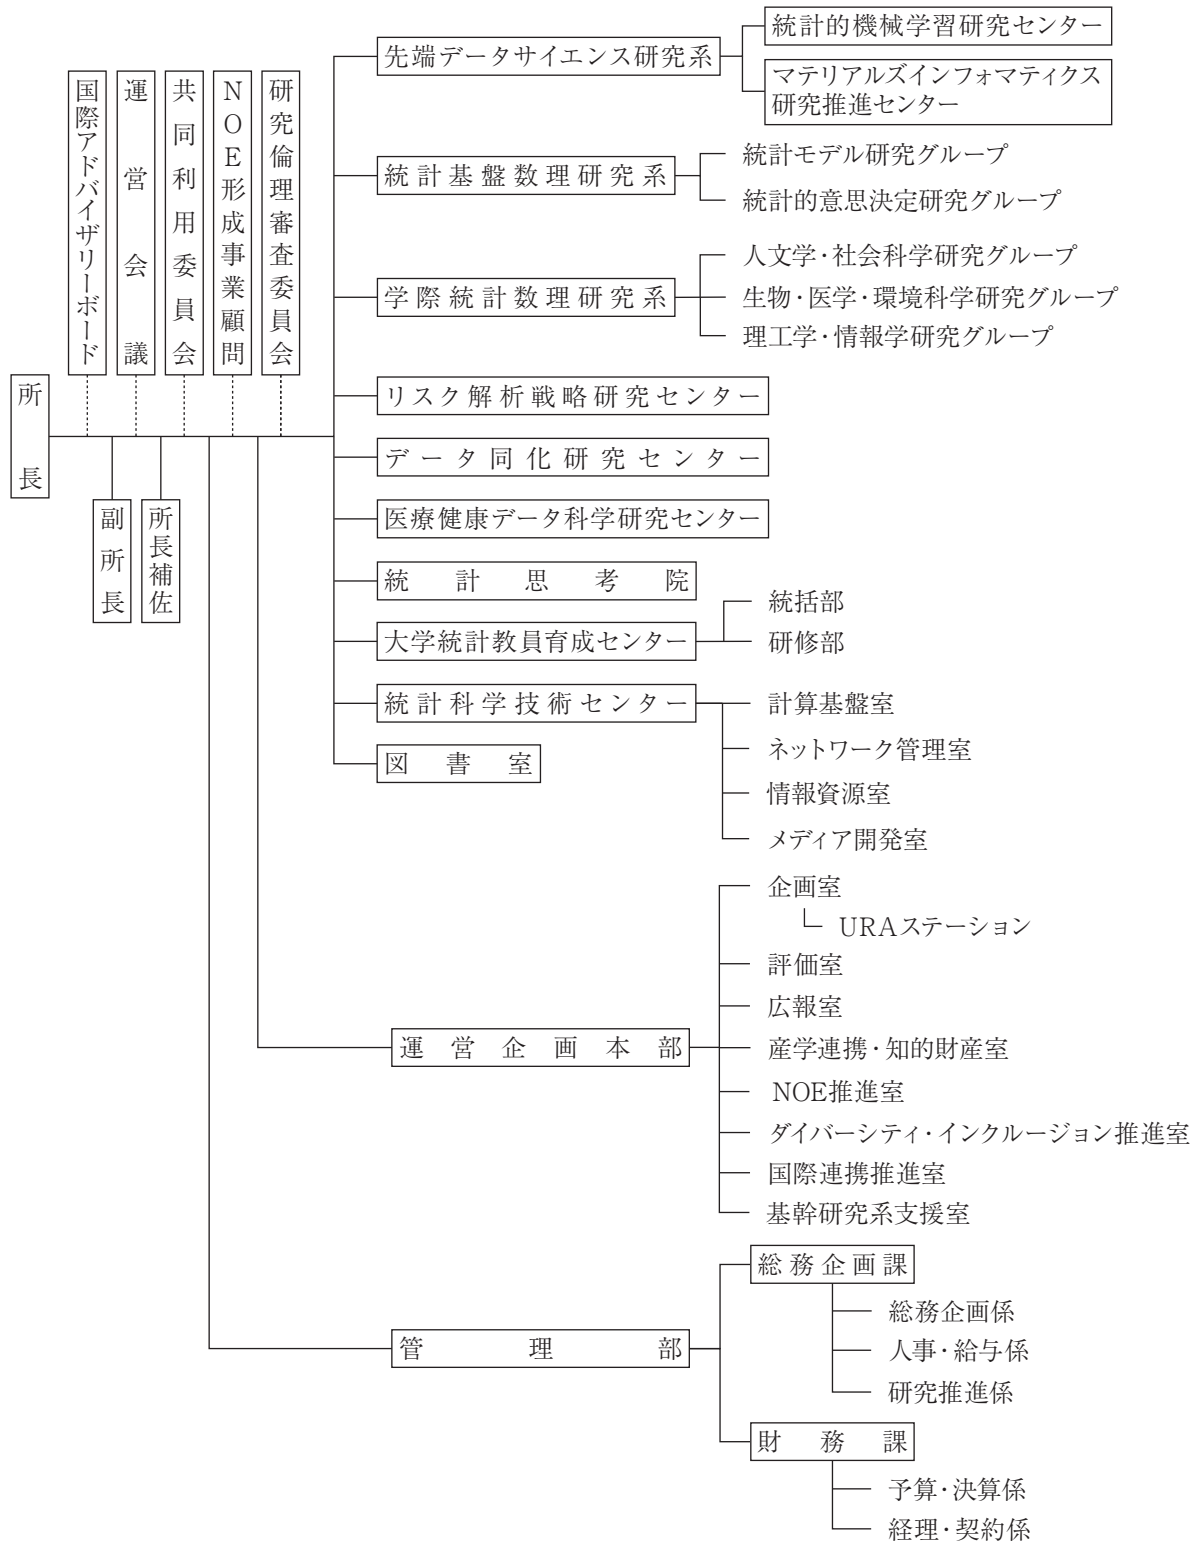 所長
国際アドバイザリーボード
運営会議
共同利用委員会
NOE形成事業顧問
研究倫理審査委員会
副所長
所長補佐
先端データサイエンス研究系
統計的機械学習研究センター
マテリアルズインフォマティクス
研究推進センター
統計基盤数理研究系
統計モデル研究グループ
統計的意思決定研究グループ
学際統計数理研究系
人文学・社会科学研究グループ
生物・医学・環境科学研究グループ
理工学・情報学研究グループ
リスク解析戦略研究センター
データ同化研究センター
医療健康データ科学研究センター
統計思考院
大学統計教員育成センター
統括部
研修部
統計科学技術センター
計算基盤室
ネットワーク管理室
情報資源室
メディア開発室
図書室
運営企画本部
企画室
URAステーション
評価室
広報室
産学連携・知的財産室
NOE推進室
ダイバーシティ・インクルージョン推進室
国際連携推進室
基幹研究系支援室
管理部
総務企画課
総務企画係
人事・給与係
研究推進係
財務課
予算・決算係
経理・契約係